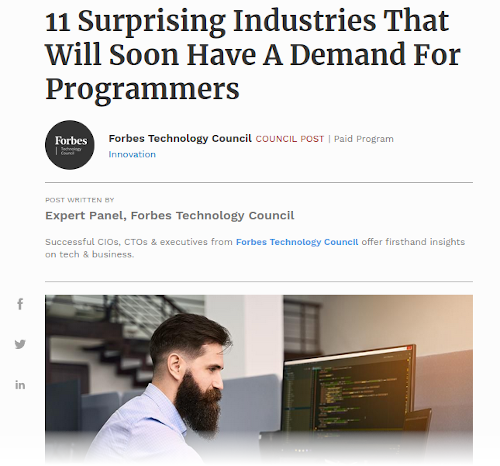 11 Surprising Industries That
Will Soon Have A Demand For
Programmers
Forbes
Technology
Council
Forbes Technology Council COUNCIL POST | Paid Program
Innovation
POST WRITTEN BY
Expert Panel, Forbes Technology Council
Successful CIOs, CTOs & executives from Forbes Technology Council offer firsthand insights
on tech & business.